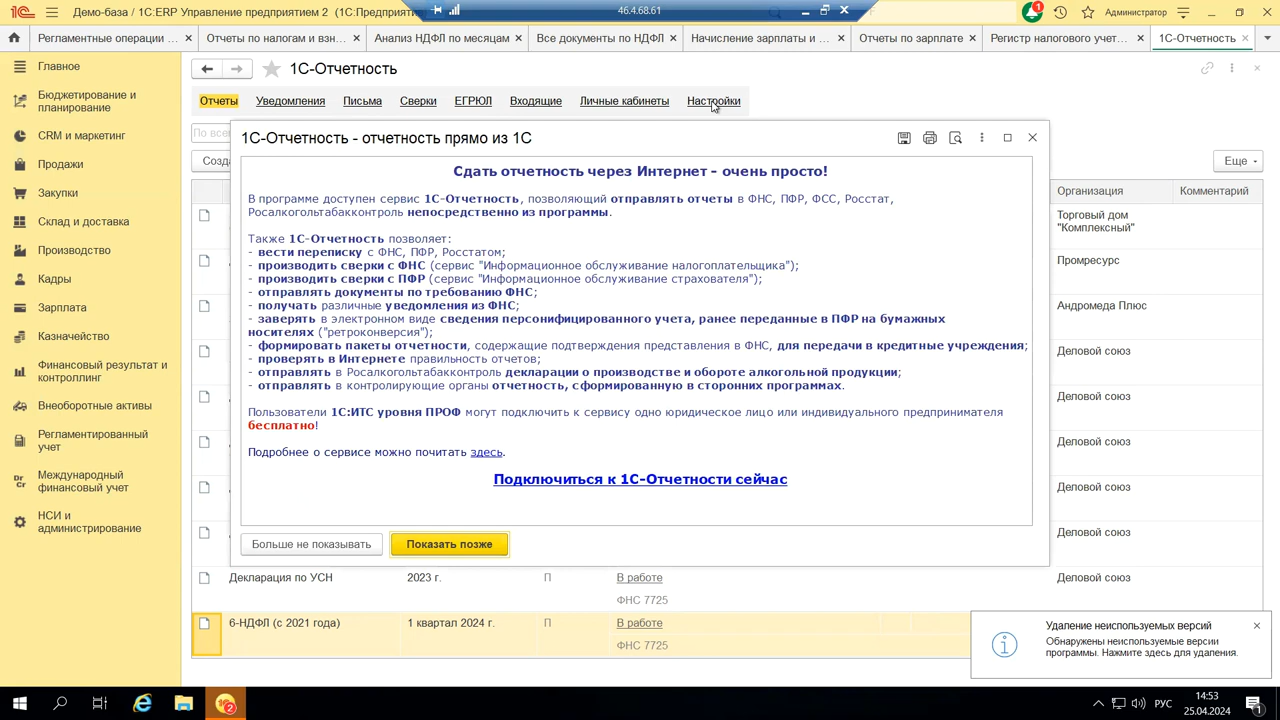 Демо-база / 1С:ERP Управление предприятием 2 (1С:Предприятие
46.4.68.61
1
Администратор
Регламентные операции ...
Отчеты по налогам и взн...
Анализ НДФЛ по месяцам
Все документы по НДФЛ
Начисление зарплаты и ...
Отчеты по зарплате
Регистр налогового учет...
1С-Отчетность
Главное
Бюджетирование и
планирование
CRM и маркетинг
Продажи
Закупки
Склад и доставка
Производство
Кадры
Зарплата
Казначейство
Финансовый результат и
контроллинг
Внеоборотные активы
Регламентированный
учет
Международный
финансовый учет
НСИ и
администрирование
1С-Отчетность
Отчеты
Уведомления
Письма
Сверки
ЕГРЮЛ
Входящие
Личные кабинеты
Настройки
По все
Созд
Еще
1С-Отчетность - отчетность прямо из 1С
Сдать отчетность через Интернет - очень просто!
В программе доступен сервис 1С-Отчетность, позволяющий отправлять отчеты в ФНС, ПФР, ФСС, Росстат,
Росалкогольтабакконтроль непосредственно из программы.
Также 1С-Отчетность позволяет:
- вести переписку с ФНС, ПФР, Росстатом;
- производить сверки с ФНС (сервис "Информационное обслуживание налогоплательщика");
- производить сверки с ПФР (сервис "Информационное обслуживание страхователя");
- отправлять документы по требованию ФНС;
- получать различные уведомления из ФНС;
- заверять в электронном виде сведения персонифицированного учета, ранее переданные в ПФР на бумажных
носителях ("ретроконверсия");
- формировать пакеты отчетности, содержащие подтверждения представления в ФНС, для передачи в кредитные учреждения;
- проверять в Интернете правильность отчетов;
- отправлять в Росалкогольтабакконтроль декларации о производстве и обороте алкогольной продукции;
- отправлять в контролирующие органы отчетность, сформированную в сторонних программах.
Пользователи 1С:ИТС уровня ПРОФ могут подключить к сервису одно юридическое лицо или индивидуального предпринимателя
бесплатно!
Подробнее о сервисе можно почитать здесь.
Подключиться к 1С-Отчетности сейчас
Больше не показывать
Показать позже
Организация
Комментарий
Торговый дом
"Комплексный"
Промресурс
Андромеда Плюс
Деловой союз
Деловой союз
Деловой союз
Деловой союз
Деловой союз
Декларация по УСН
2023 г.
П
В работе
Деловой союз
ФНС 7725
6-НДФЛ (с 2021 года)
1 квартал 2024 г.
П
В работе
ФНС 7725
Удаление неиспользуемых версий
Обнаружены неиспользуемые версии
программы. Нажмите здесь для удаления.
2
РУС
14:53
25.04.2024
1